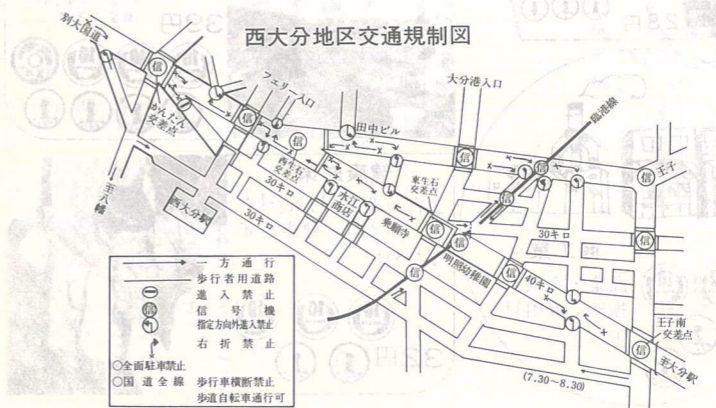 西大分地区交通規制図
別大国道
信
フェリー入口
大分港入口
臨港線
かんたん
交差点
信
信
田中ビル
信
信
王子
信
西生石
交差点
東生石
交差点
信
至八幡
西大分駅
30キロ
30キロ
水江
商店
乗願寺
信
信
30キロ
信
明照幼稚園
信
信
40キロ
王子南
交差点
信
至大分駅
(7.30〜8.30)
一方通行
歩行者用道路
進入禁止
信 信号機
指定方向外進入禁止
右折禁止
○全面駐車禁止
○国道全線 歩行車横断禁止
歩道自転車通行可